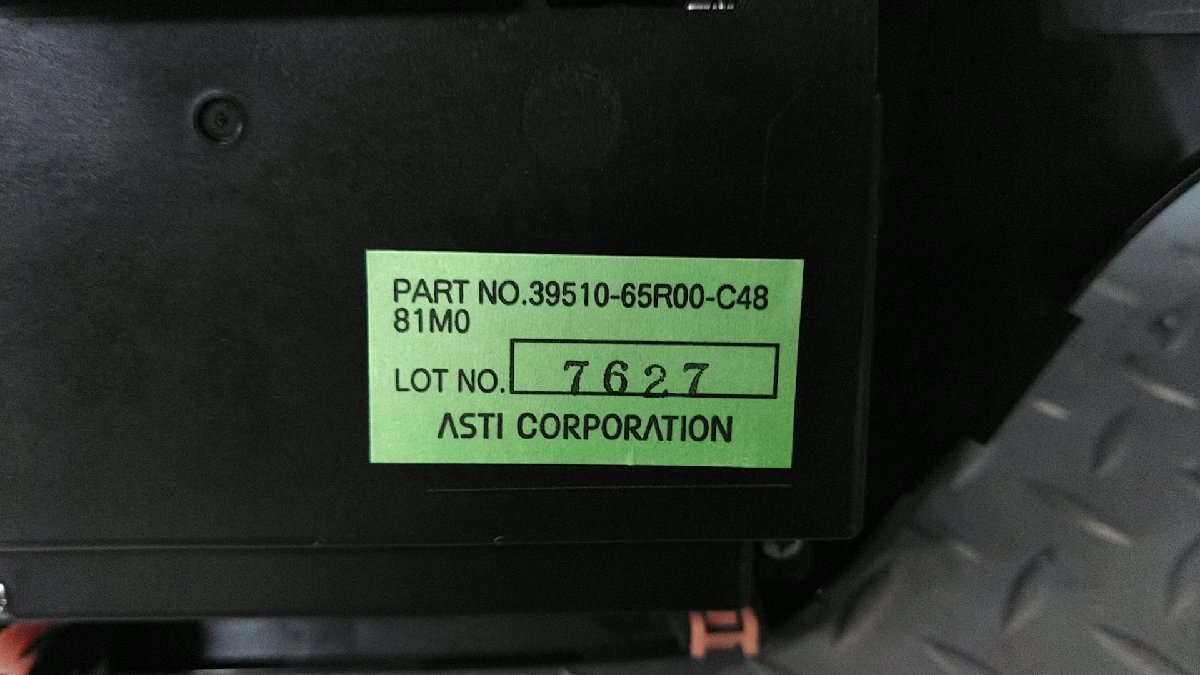 PART NO.39510-65R00-C48
81M0
LOT NO. 7627
ASTI CORPORATION